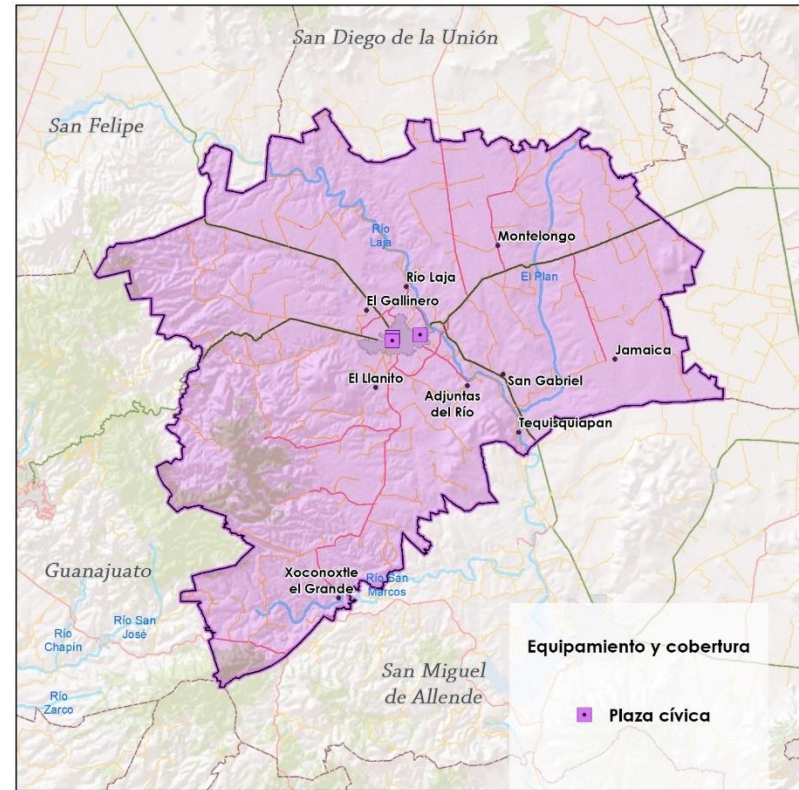 San Diego de la Unión
San Felipe
Río
Laja
Montelongo
El Plan
Río Laja
El Gallinero
Jamaica
El Llanito
San Gabriel
Adjuntas
del Río
Tequisquiapan
Guanajuato
Xoconoxtle
el Grande
Río San
Marcos
Río San
José
Río
Chapín
Río
Zarco
San Miguel
de Allende
Equipamiento y cobertura
Plaza cívica